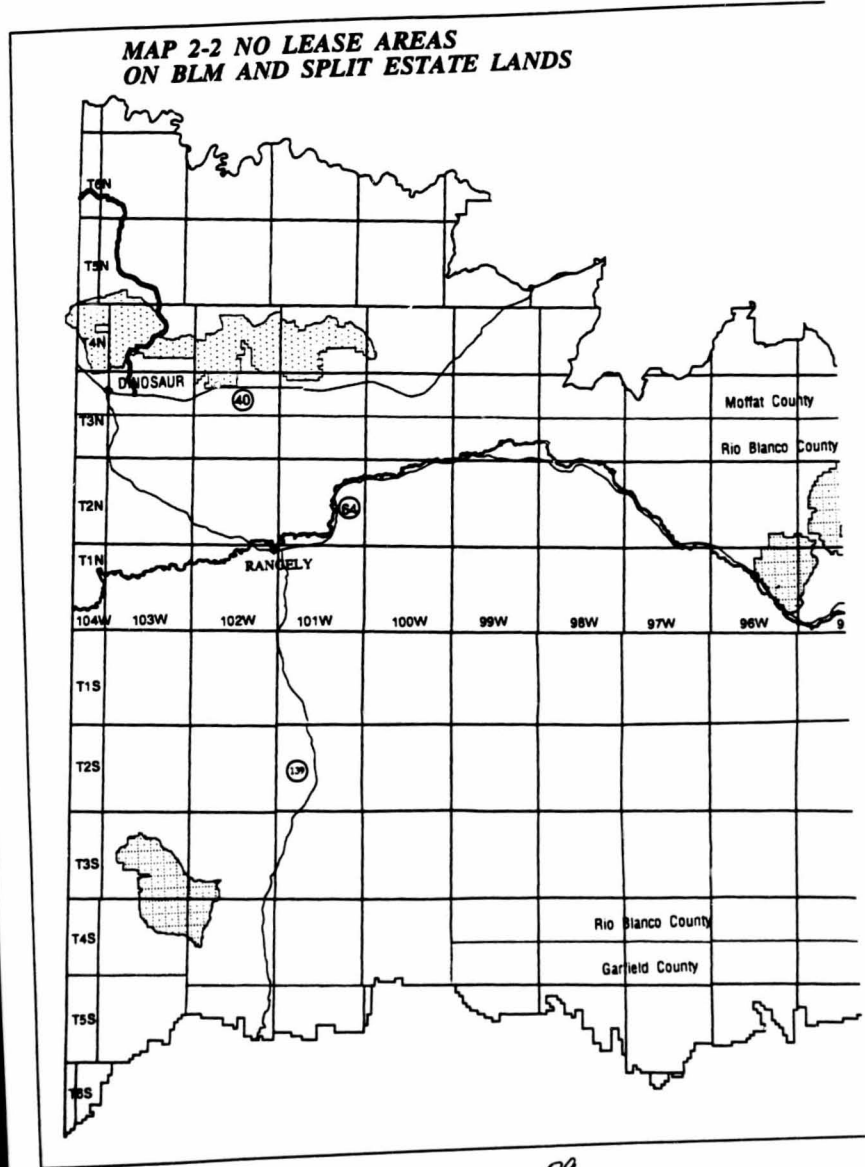 MAP 2-2 NO LEASE AREAS
ON BLM AND SPLIT ESTATE LANDS
T6N
T5N
T4N
DINOSAUR
40
Moffat County
T3N
Rio Blanco County
T2N
64
T1N
RANGELY
104W 103W 102W 101W 100W 99W 98W 97W 96W 9
T1S
T2S
139
T3S
Rio Blanco County
T4S
Garfield County
T5S
T6S